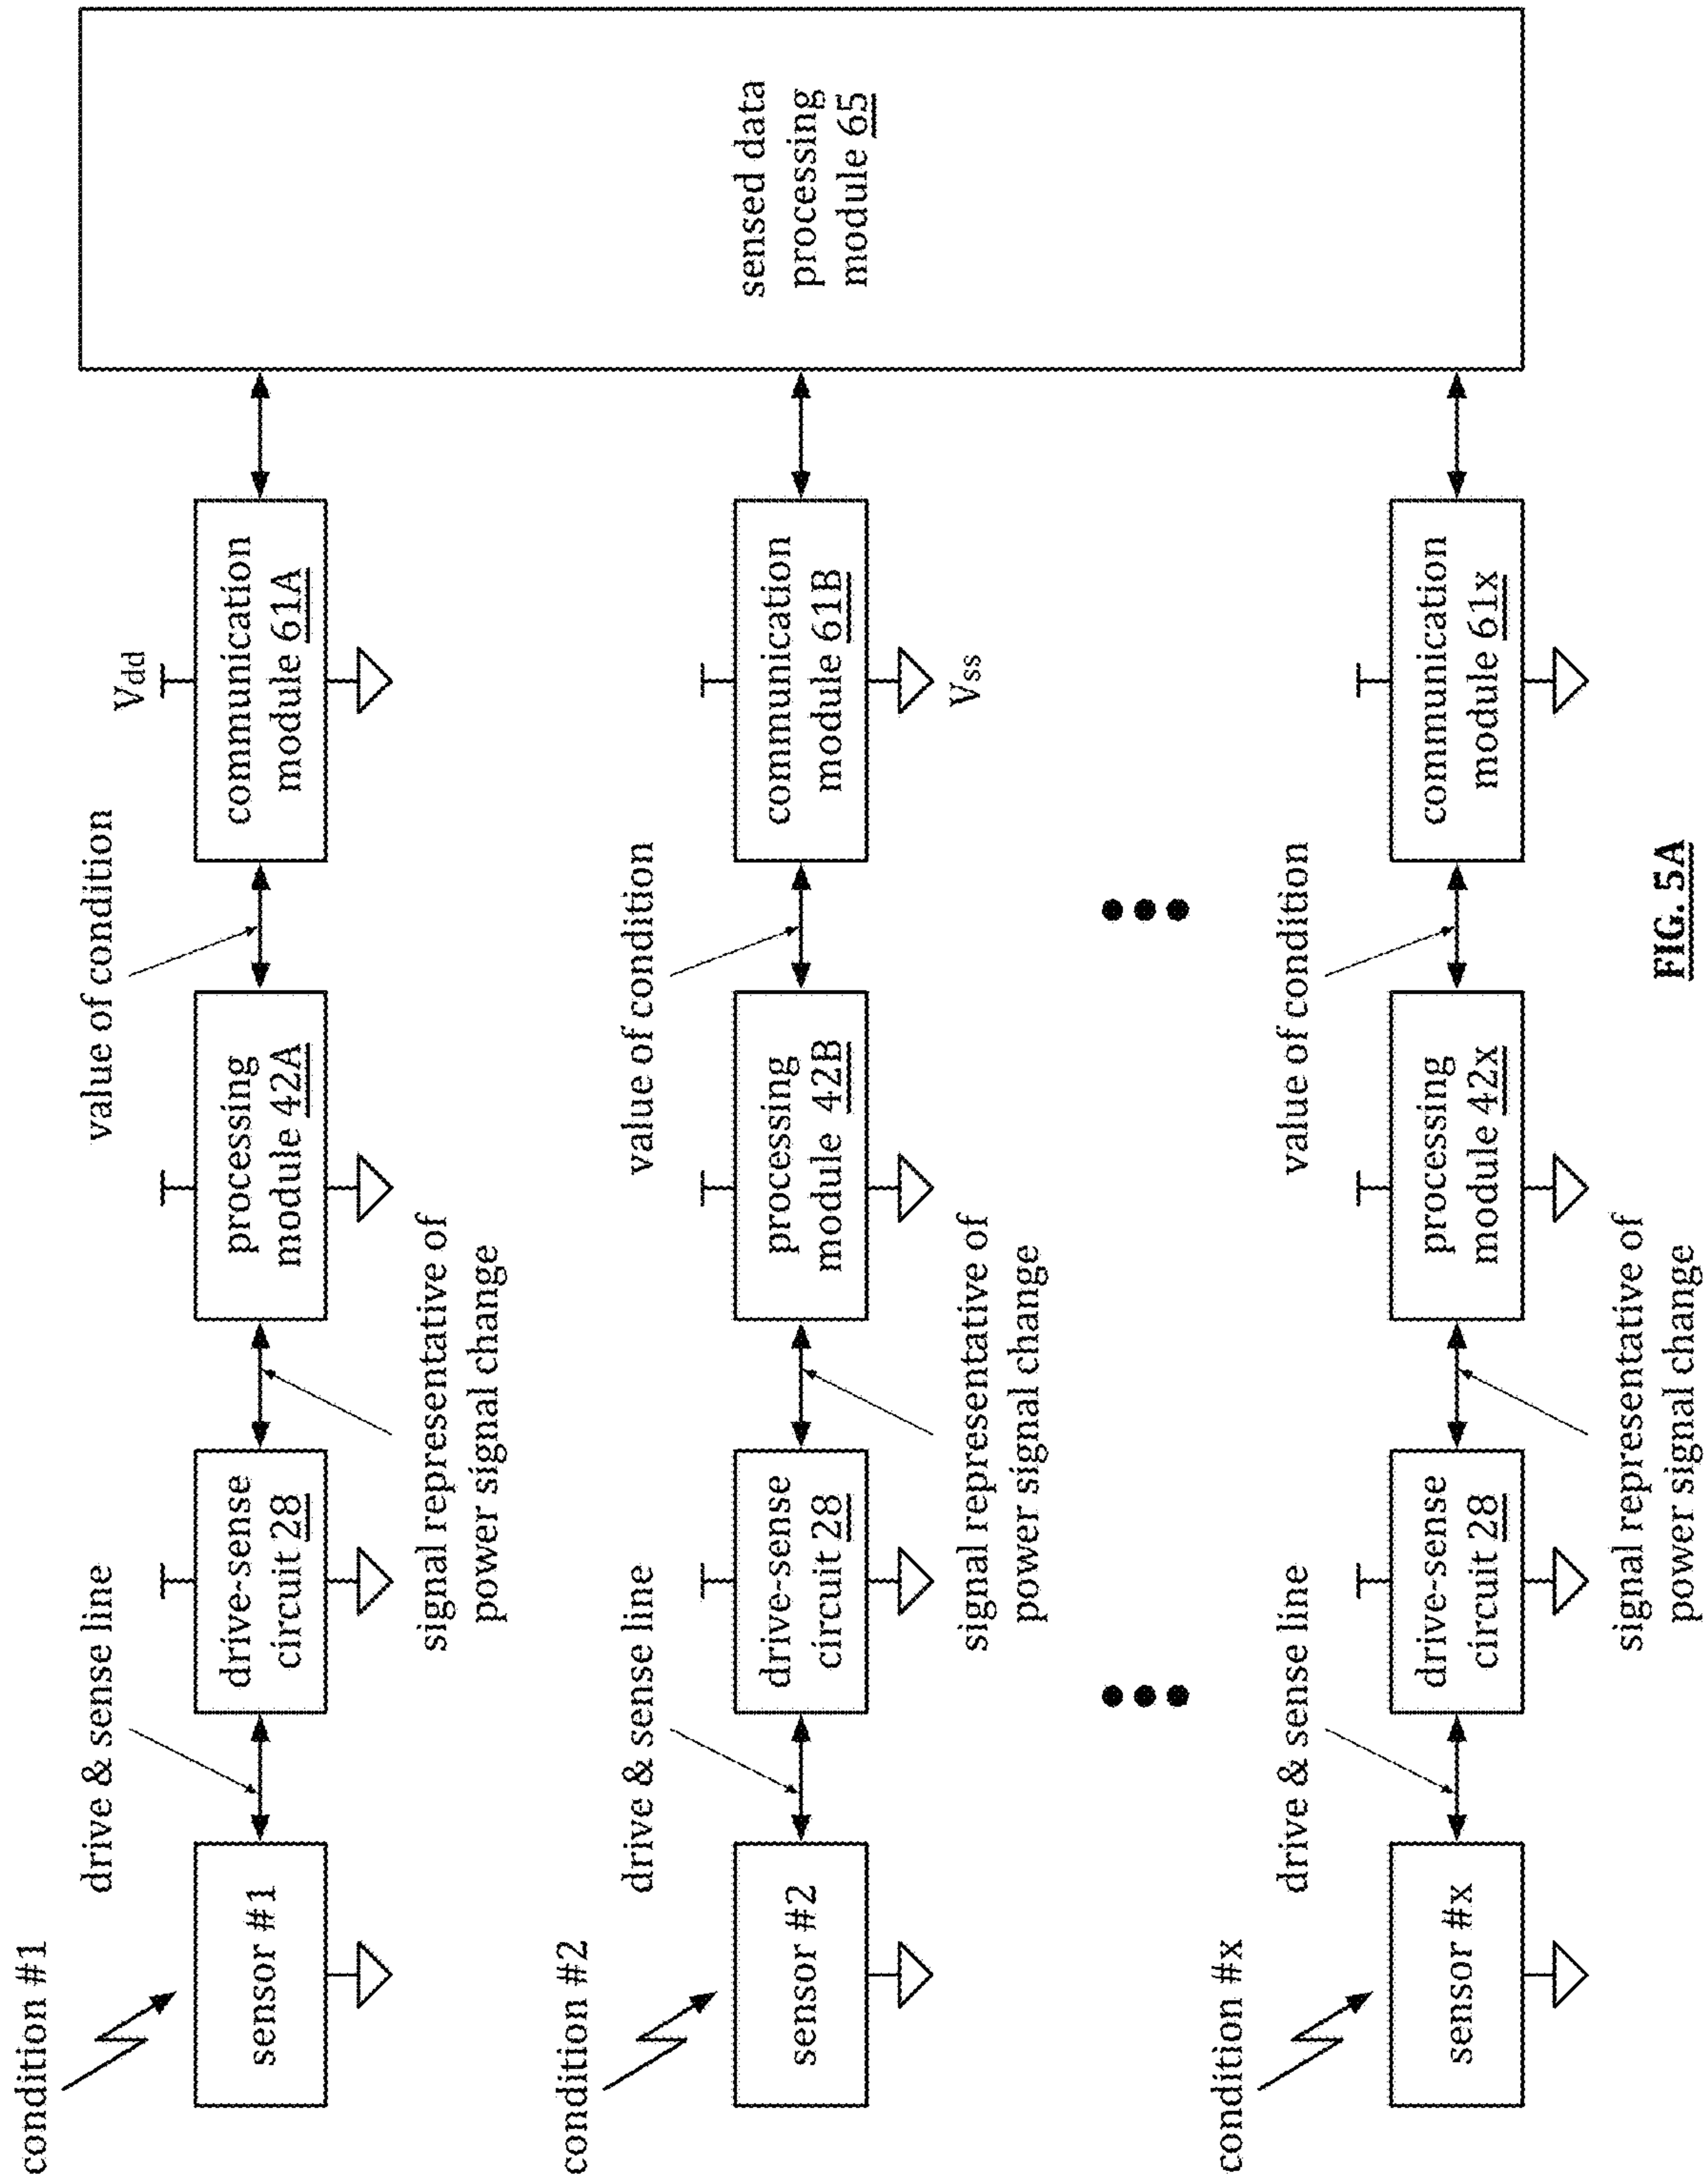 condition #1
drive & sense line
value of condition
Vdd
sensor #1
drive-sense
circuit 28
processing
module 42A
communication
module 61A
signal representative of
power signal change
sensed data
processing
module 65
condition #2
drive & sense line
value of condition
sensor #2
drive-sense
circuit 28
processing
module 42B
communication
module 61B
signal representative of
power signal change
Vss
condition #x
drive & sense line
value of condition
sensor #x
drive-sense
circuit 28
processing
module 42x
communication
module 61x
signal representative of
power signal change
FIG. 5A